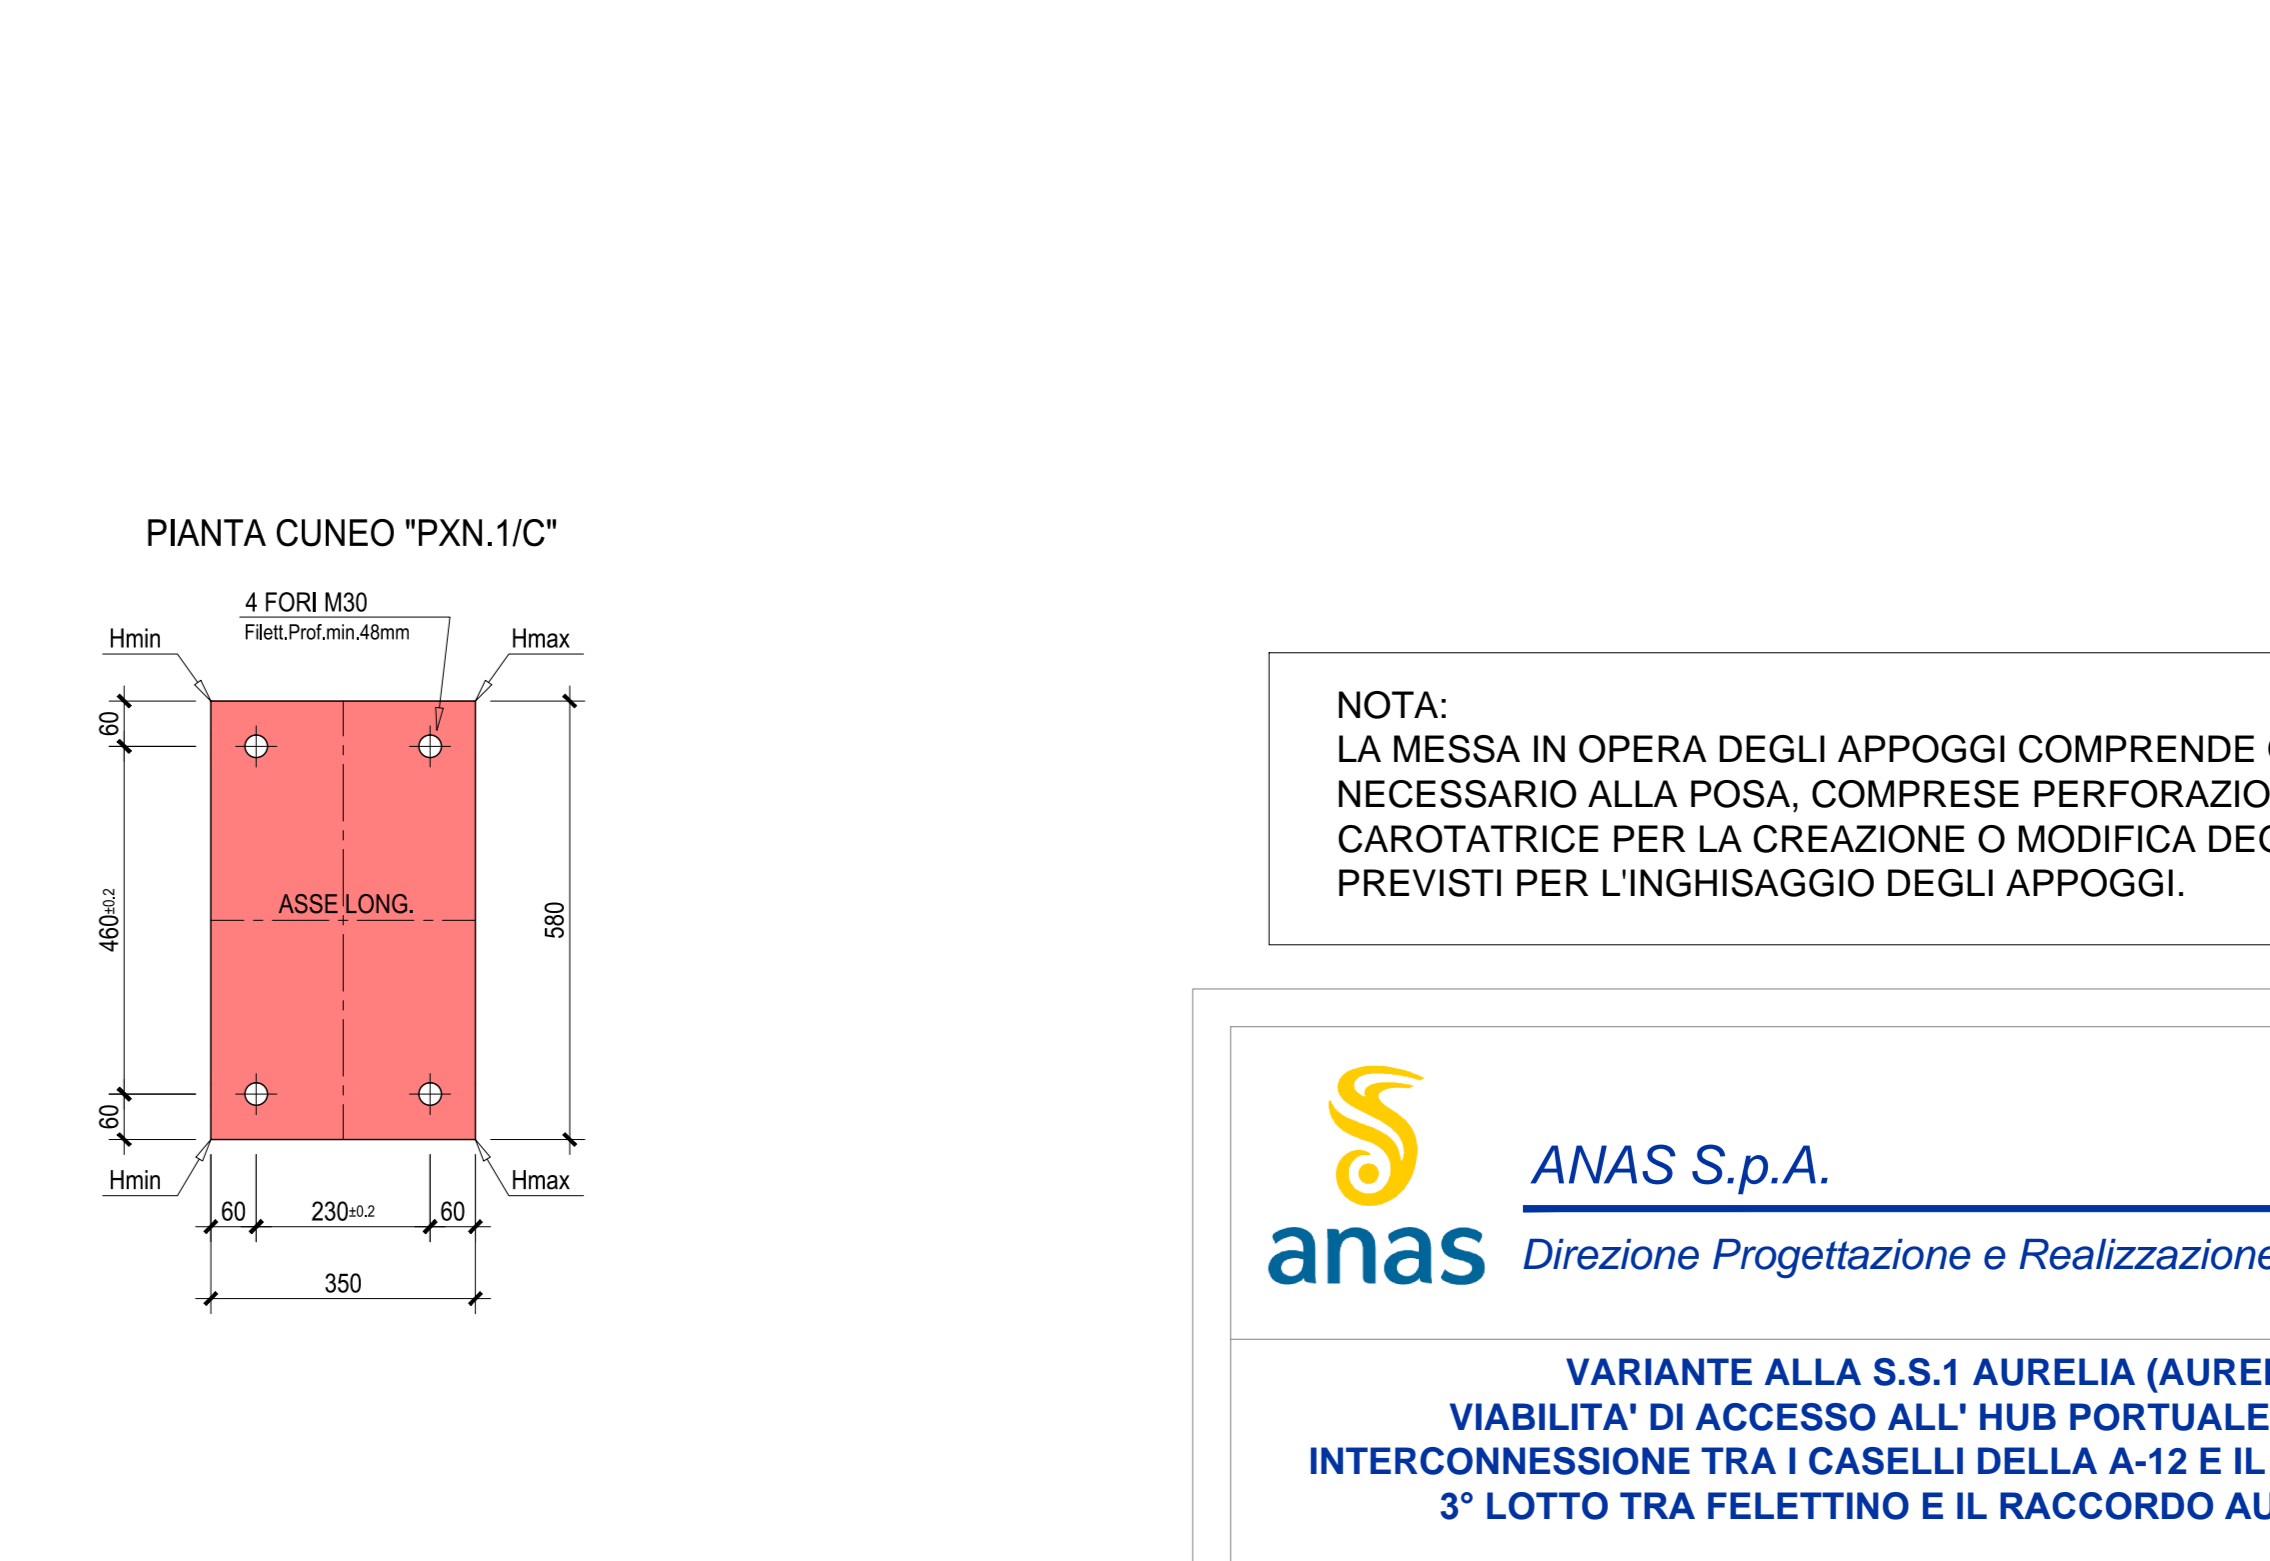 PIANTA CUNEO "PXN.1/C"
4 FORI M30
Filett.Prof.min.48mm
Hmin
Hmax
60
460±0.2
60
580
ASSE LONG.
Hmin
Hmax
60
230±0.2
60
350
NOTA:
LA MESSA IN OPERA DEGLI APPOGGI COMPRENDE
NECESSARIO ALLA POSA, COMPRESE PERFORAZIO
CAROTATRICE PER LA CREAZIONE O MODIFICA DEG
PREVISTI PER L'INGHISAGGIO DEGLI APPOGGI.
anas
ANAS S.p.A.
Direzione Progettazione e Realizzazione
VARIANTE ALLA S.S.1 AURELIA (AUREL
VIABILITA' DI ACCESSO ALL' HUB PORTUALE
INTERCONNESSIONE TRA I CASELLI DELLA A-12 E IL
3° LOTTO TRA FELETTINO E IL RACCORDO AU